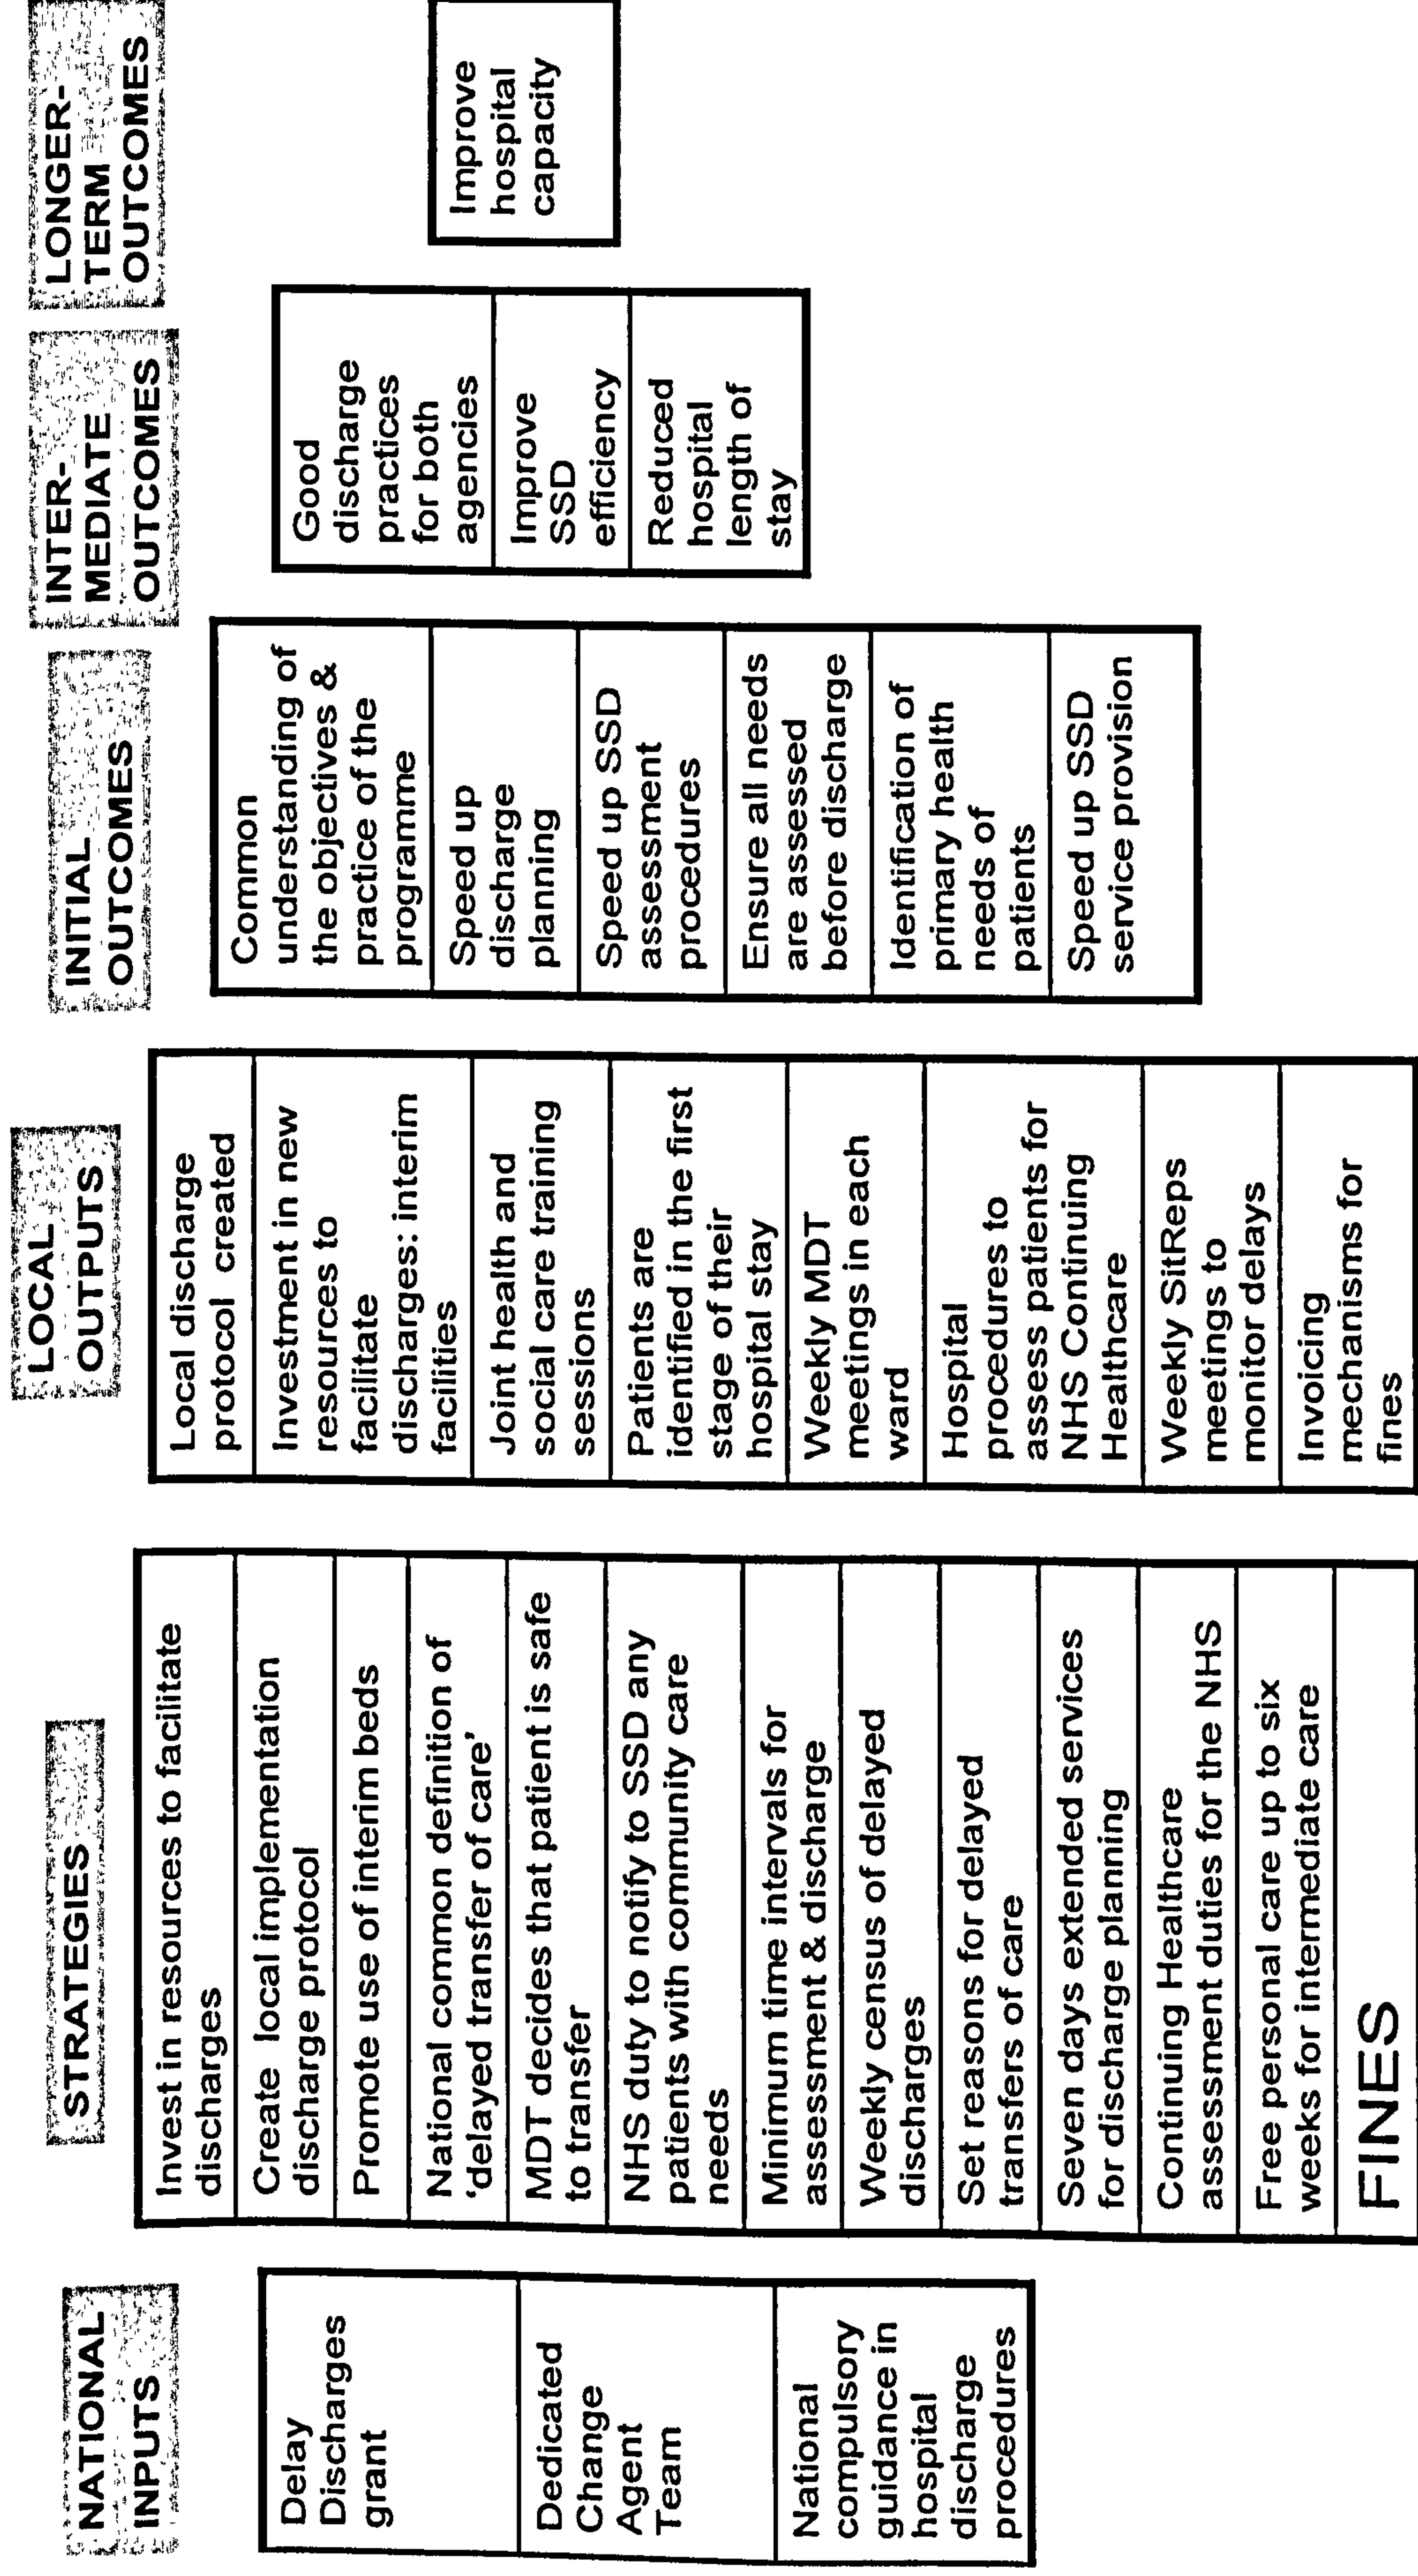 NATIONAL
INPUTS
Delay
Discharges
grant
Dedicated
Change
Agent
Team
National
compulsory
guidance in
hospital
discharge
procedures
STRATEGIES
Invest in resources to facilitate
discharges
Create local implementation
discharge protocol
Promote use of interim beds
National common definition of
‘delayed transfer of care’
MDT decides that patient is safe
to transfer
NHS duty to notify to SSD any
patients with community care
needs
Minimum time intervals for
assessment & discharge
Weekly census of delayed
discharges
Set reasons for delayed
transfers of care
Seven days extended services
for discharge planning
Continuing Healthcare
assessment duties for the NHS
Free personal care up to six
weeks for intermediate care
FINES
LOCAL
OUTPUTS
Local discharge
protocol created
Investment in new
resources to
facilitate
discharges: interim
facilities
Joint health and
social care training
sessions
Patients are
identified in the first
stage of their
hospital stay
Weekly MDT
meetings in each
ward
Hospital
procedures to
assess patients for
NHS Continuing
Healthcare
Weekly SitReps
meetings to
monitor delays
Invoicing
mechanisms for
fines
INITIAL
OUTCOMES
Common
understanding of
the objectives &
practice of the
programme
Speed up
discharge
planning
Speed up SSD
assessment
procedures
Ensure all needs
are assessed
before discharge
Identification of
primary health
needs of
patients
Speed up SSD
service provision
INTER-
MEDIATE
OUTCOMES
Good
discharge
practices
for both
agencies
Improve
SSD
efficiency
Reduced
hospital
length of
stay
LONGER-
TERM
OUTCOMES
Improve
hospital
capacity